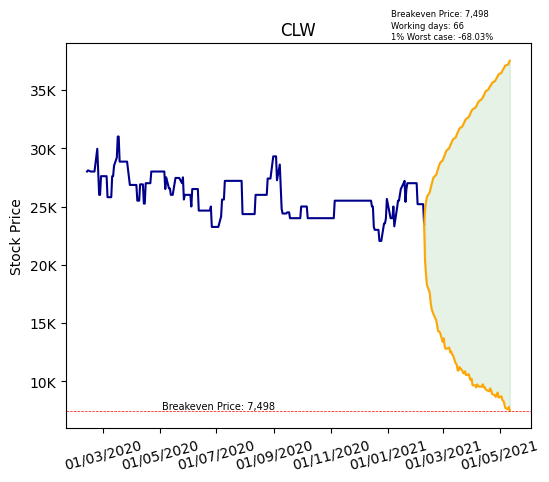 Breakeven Price: 7,498
Working days: 66
1% Worst case: -68.03%
CLW
Stock Price
35K
30K
25K
20K
15K
10K
Breakeven Price: 7,498
01/03/2020
01/05/2020
01/07/2020
01/09/2020
01/11/2020
01/01/2021
01/03/2021
01/05/2021